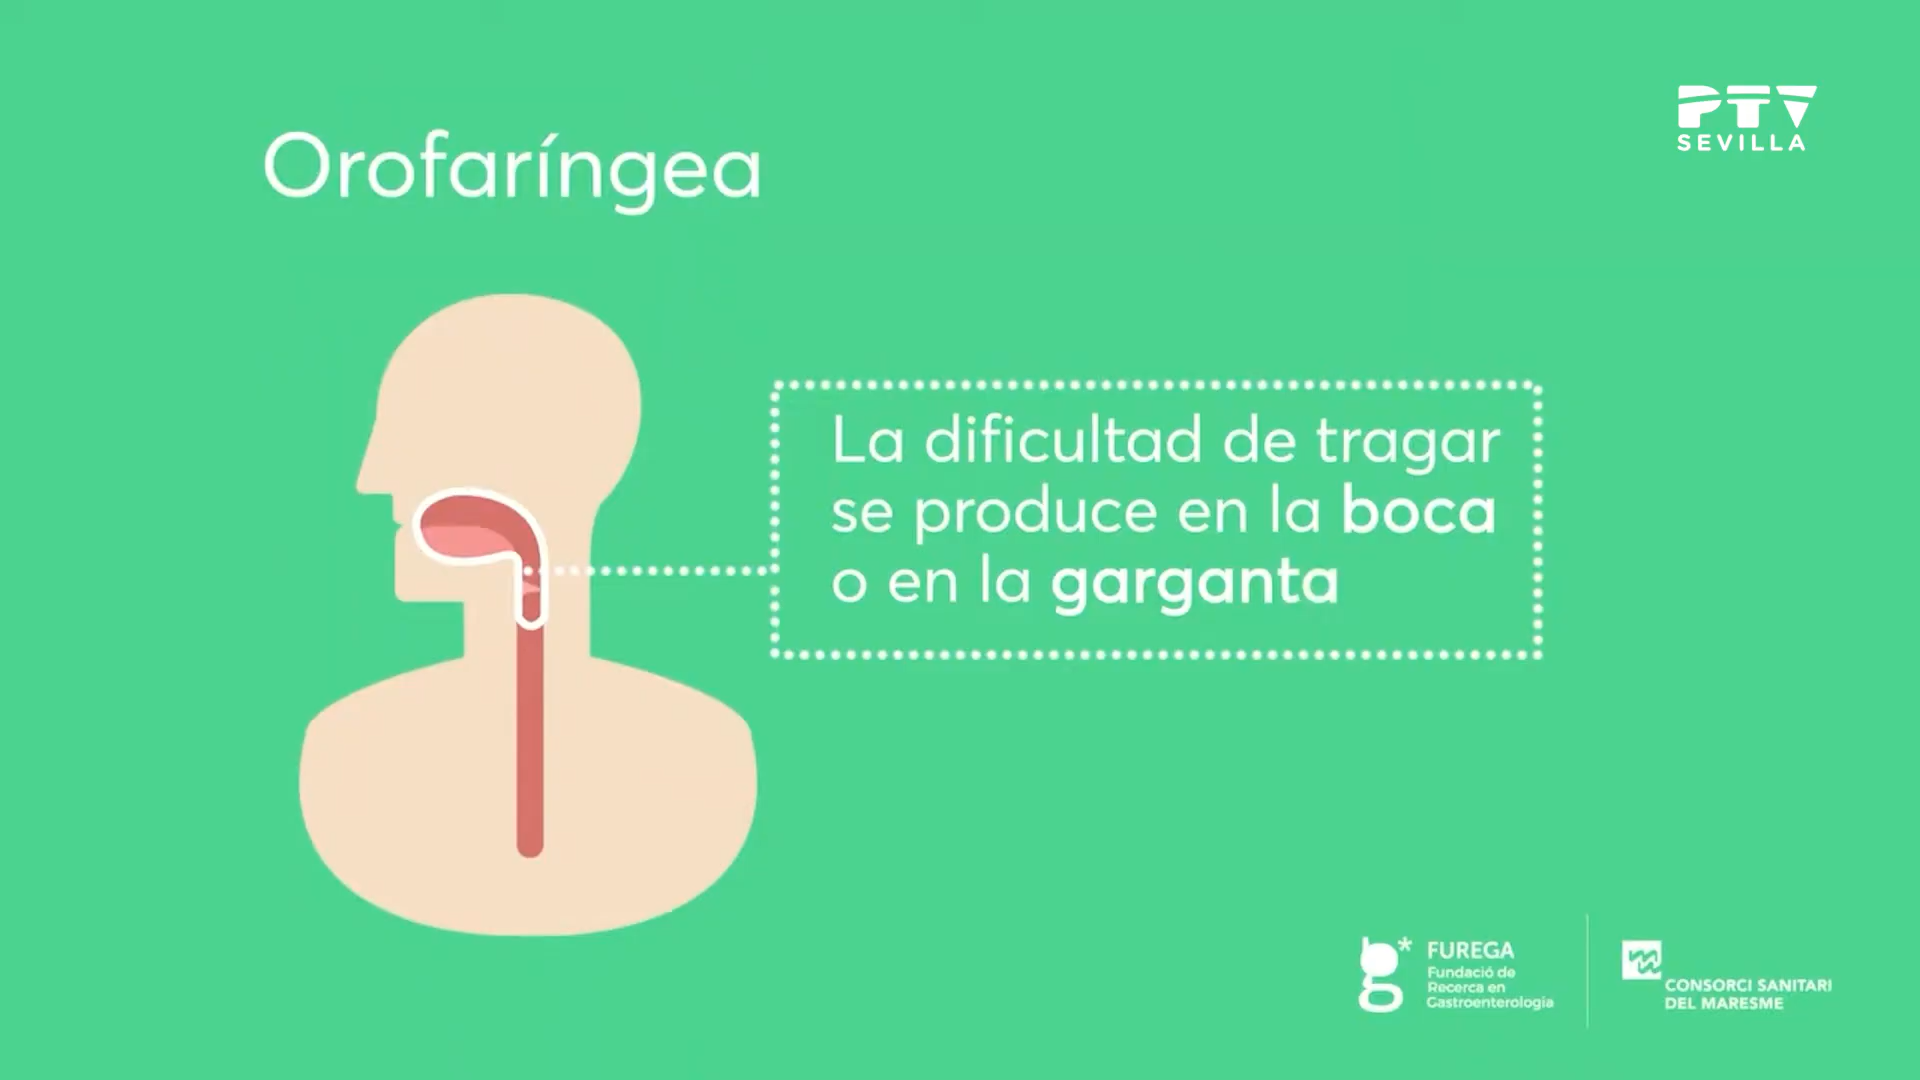 Orofaríngea
PTV
SEVILLA
La dificultad de tragar
se produce en la boca
o en la garganta
g* FUREGA
Fundació de
Recerca en
Gastroenterologia
CONSORCI SANITARI
DEL MARESME